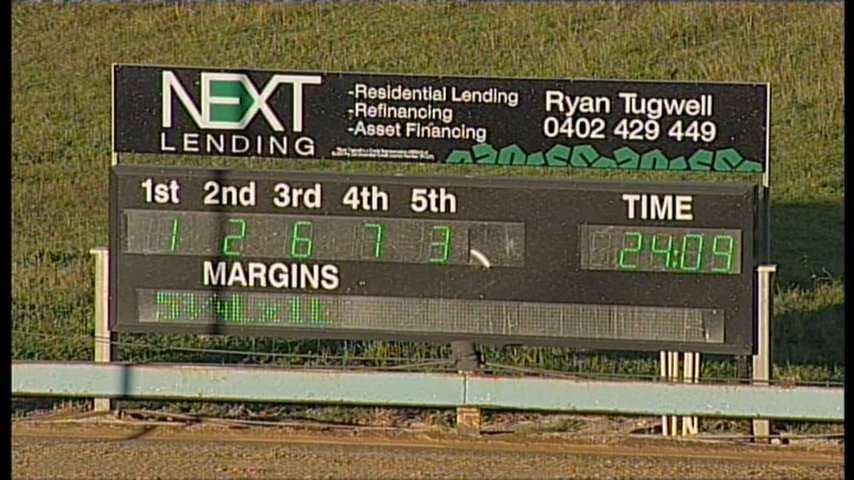 NEXT
LENDING
-Residential Lending
-Refinancing
-Asset Financing
Ryan Tugwell
0402 429 449
1st 2nd 3rd 4th 5th TIME
1 2 6 7 3 24:09
MARGINS